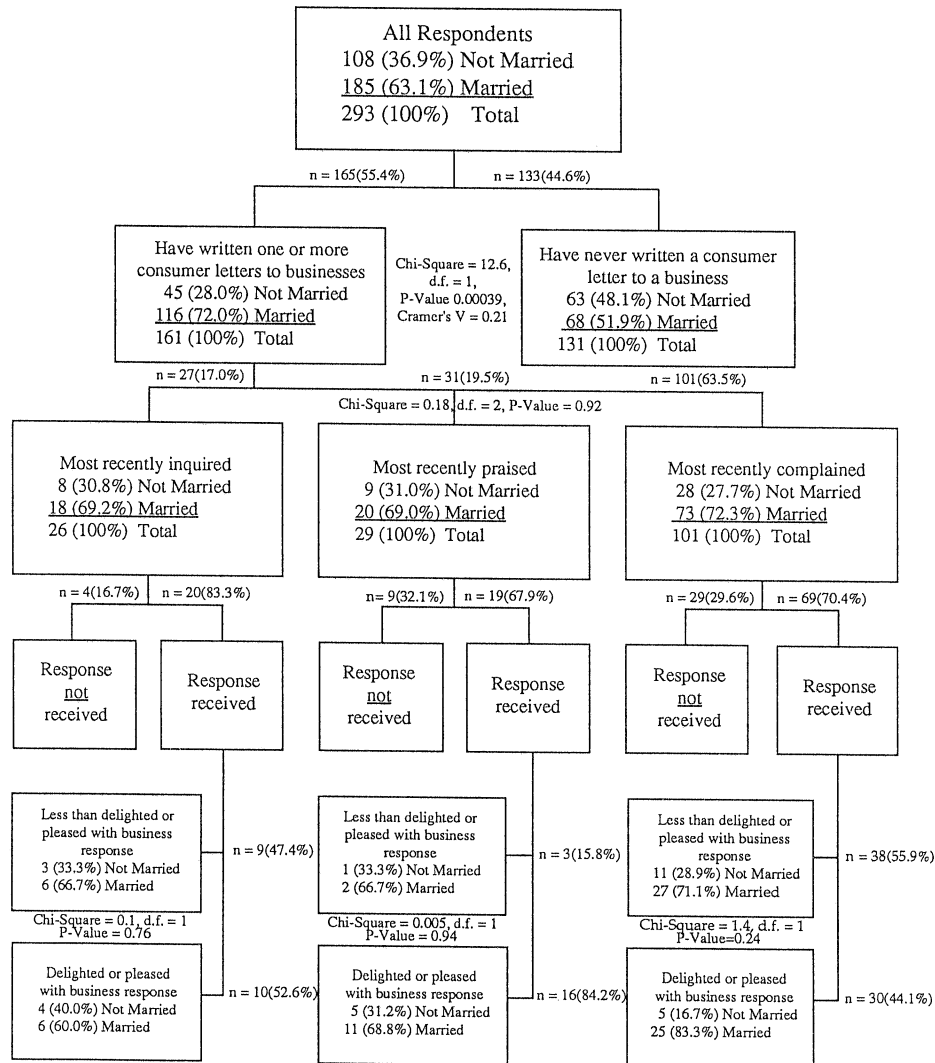 All Respondents
108 (36.9%) Not Married
185 (63.1%) Married
293 (100%) Total
n = 165(55.4%)
n = 133(44.6%)
Have written one or more
consumer letters to businesses
45 (28.0%) Not Married
116 (72.0%) Married
161 (100%) Total
Chi-Square = 12.6,
d.f. = 1,
P-Value 0.00039,
Cramer's V = 0.21
Have never written a consumer
letter to a business
63 (48.1%) Not Married
68 (51.9%) Married
131 (100%) Total
n = 27(17.0%)
n = 31(19.5%)
n = 101(63.5%)
Chi-Square = 0.18, d.f. = 2, P-Value = 0.92
Most recently inquired
8 (30.8%) Not Married
18 (69.2%) Married
26 (100%) Total
Most recently praised
9 (31.0%) Not Married
20 (69.0%) Married
29 (100%) Total
Most recently complained
28 (27.7%) Not Married
73 (72.3%) Married
101 (100%) Total
n = 4(16.7%)
n = 20(83.3%)
n= 9(32.1%)
n = 19(67.9%)
n = 29(29.6%)
n = 69(70.4%)
Response
not
received
Response
received
Response
not
received
Response
received
Response
not
received
Response
received
Less than delighted or
pleased with business
response
3 (33.3%) Not Married
6 (66.7%) Married
n = 9(47.4%)
Less than delighted or
pleased with business
response
1 (33.3%) Not Married
2 (66.7%) Married
n = 3(15.8%)
Less than delighted or
pleased with business
response
11 (28.9%) Not Married
27 (71.1%) Married
n = 38(55.9%)
Chi-Square = 0.1, d.f. = 1
P-Value = 0.76
Chi-Square = 0.005, d.f. = 1
P-Value = 0.94
Chi-Square = 1.4, d.f. = 1
P-Value=0.24
Delighted or pleased
with business response
4 (40.0%) Not Married
6 (60.0%) Married
n = 10(52.6%)
Delighted or pleased
with business response
5 (31.2%) Not Married
11 (68.8%) Married
n = 16(84.2%)
Delighted or pleased
with business response
5 (16.7%) Not Married
25 (83.3%) Married
n = 30(44.1%)